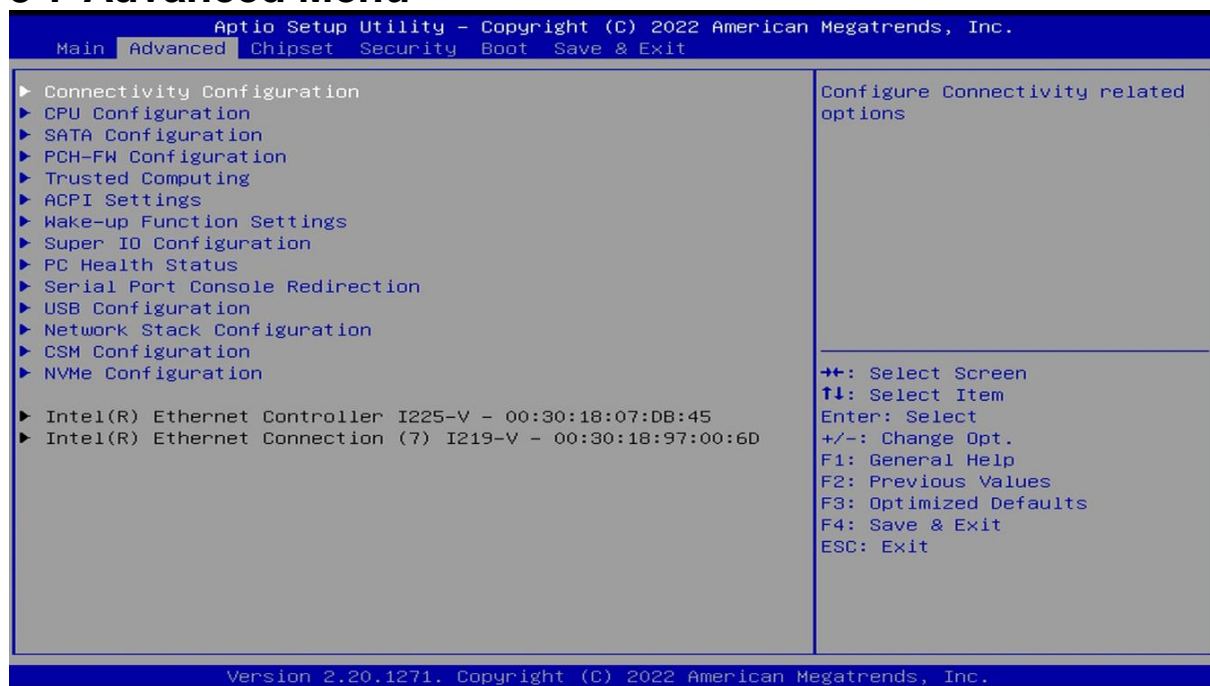 Aptio Setup Utility – Copyright (C) 2022 American Megatrends, Inc.
Main Advanced Chipset Security Boot Save & Exit
► Connectivity Configuration
► CPU Configuration
► SATA Configuration
► PCH-FW Configuration
► Trusted Computing
► ACPI Settings
► Wake-up Function Settings
► Super IO Configuration
► PC Health Status
► Serial Port Console Redirection
► USB Configuration
► Network Stack Configuration
► CSM Configuration
► NVMe Configuration
► Intel(R) Ethernet Controller I225-V – 00:30:18:07:DB:45
► Intel(R) Ethernet Connection (7) I219-V – 00:30:18:97:00:6D
Configure Connectivity related
options
→←: Select Screen
↑↓: Select Item
Enter: Select
+/-: Change Opt.
F1: General Help
F2: Previous Values
F3: Optimized Defaults
F4: Save & Exit
ESC: Exit
Version 2.20.1271. Copyright (C) 2022 American Megatrends, Inc.